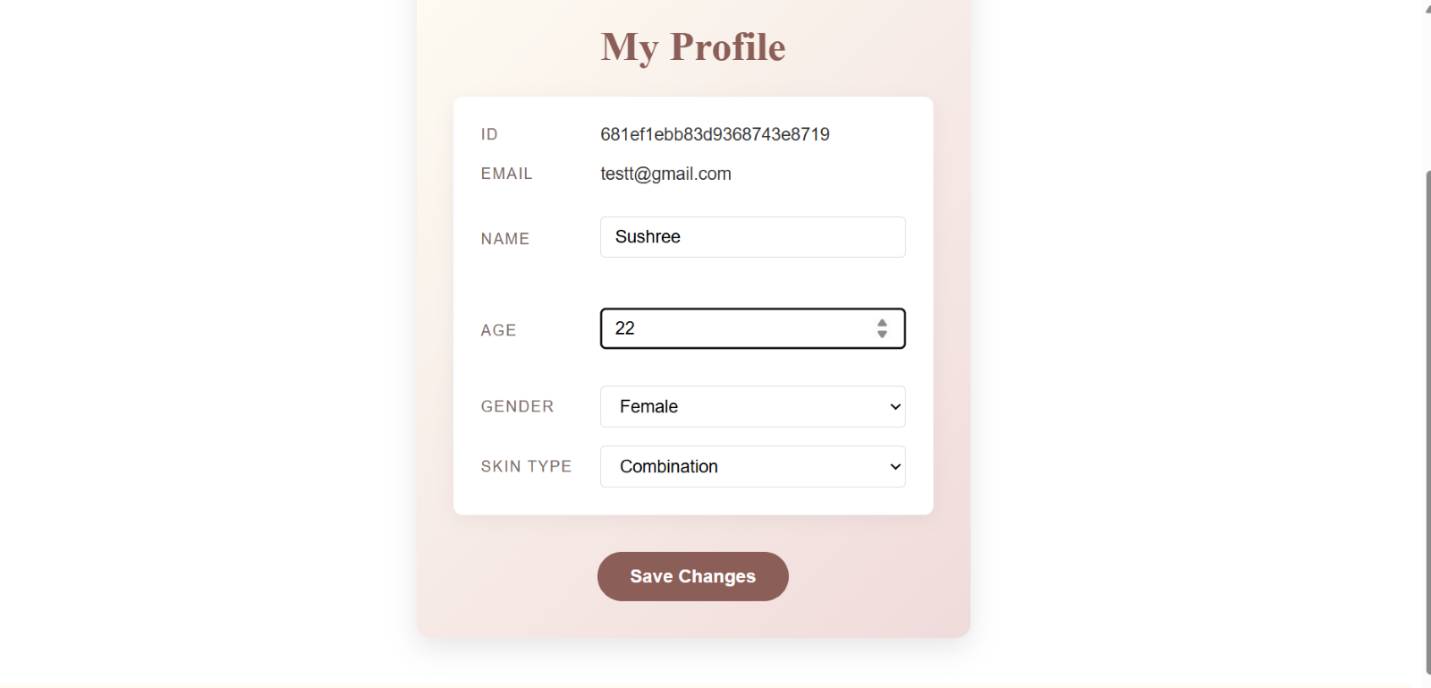 My Profile
ID 681ef1ebb83d9368743e8719
EMAIL testt@gmail.com
NAME Sushree
AGE 22
GENDER Female
SKIN TYPE Combination
Save Changes